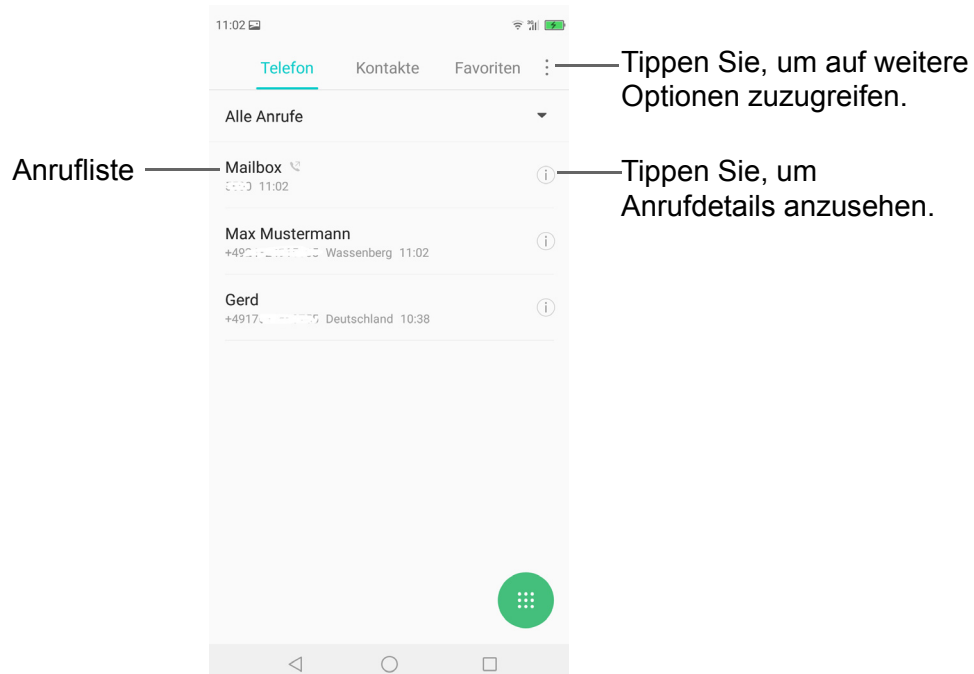 11:02
Telefon Kontakte Favoriten
Tippen Sie, um auf weitere
Optionen zuzugreifen.
Alle Anrufe
Anrufliste
Mailbox
11:02
Tippen Sie, um
Anrufdetails anzusehen.
Max Mustermann
Wassenberg 11:02
Gerd
Deutschland 10:38